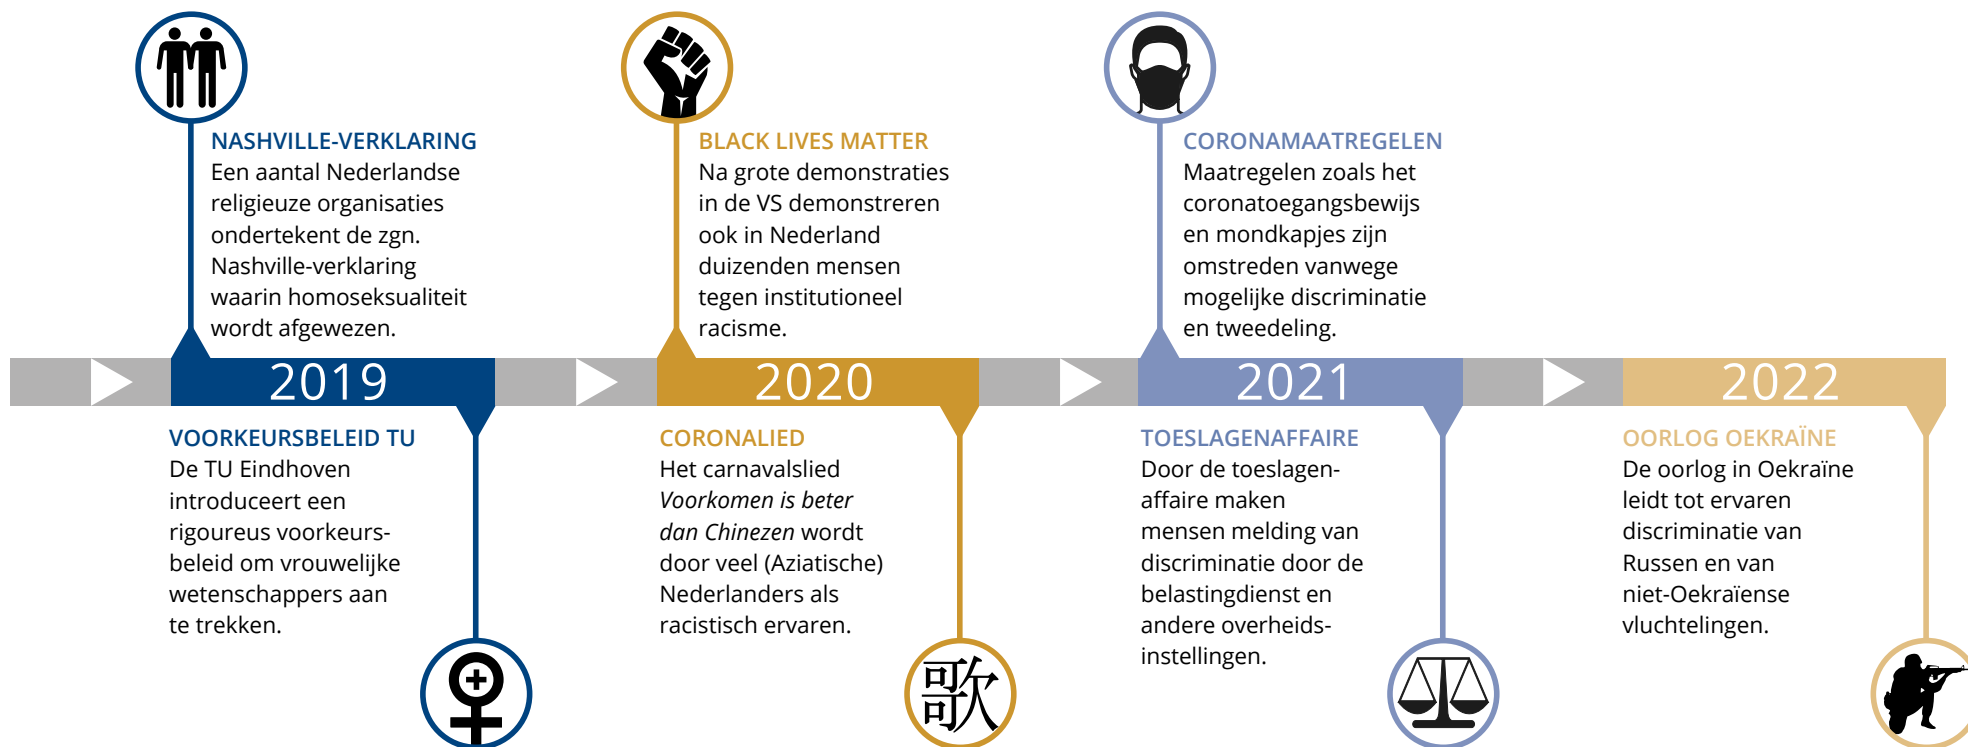 NASHVILLE-VERKLARING
Een aantal Nederlandse
religieuze organisaties
ondertekent de zgn.
Nashville-verklaring
waarin homoseksualiteit
wordt afgewezen.
BLACK LIVES MATTER
Na grote demonstraties
in de VS demonstreren
ook in Nederland
duizenden mensen
tegen institutioneel
racisme.
CORONAMAATREGELEN
Maatregelen zoals het
coronatoegangsbewijs
en mondkapjes zijn
omstreden vanwege
mogelijke discriminatie
en tweedeling.
2019
2020
2021
2022
VOORKEURSBELEID TU
De TU Eindhoven
introduceert een
rigoureus voorkeurs-
beleid om vrouwelijke
wetenschappers aan
te trekken.
CORONALIED
Het carnavalslied
Voorkomen is beter
dan Chinezen wordt
door veel (Aziatische)
Nederlanders als
racistisch ervaren.
歌
TOESLAGENAFFAIRE
Door de toeslagen-
affaire maken
mensen melding van
discriminatie door de
belastingdienst en
andere overheids-
instellingen.
OORLOG OEKRAÏNE
De oorlog in Oekraïne
leidt tot ervaren
discriminatie van
Russen en van
niet-Oekraïense
vluchtelingen.